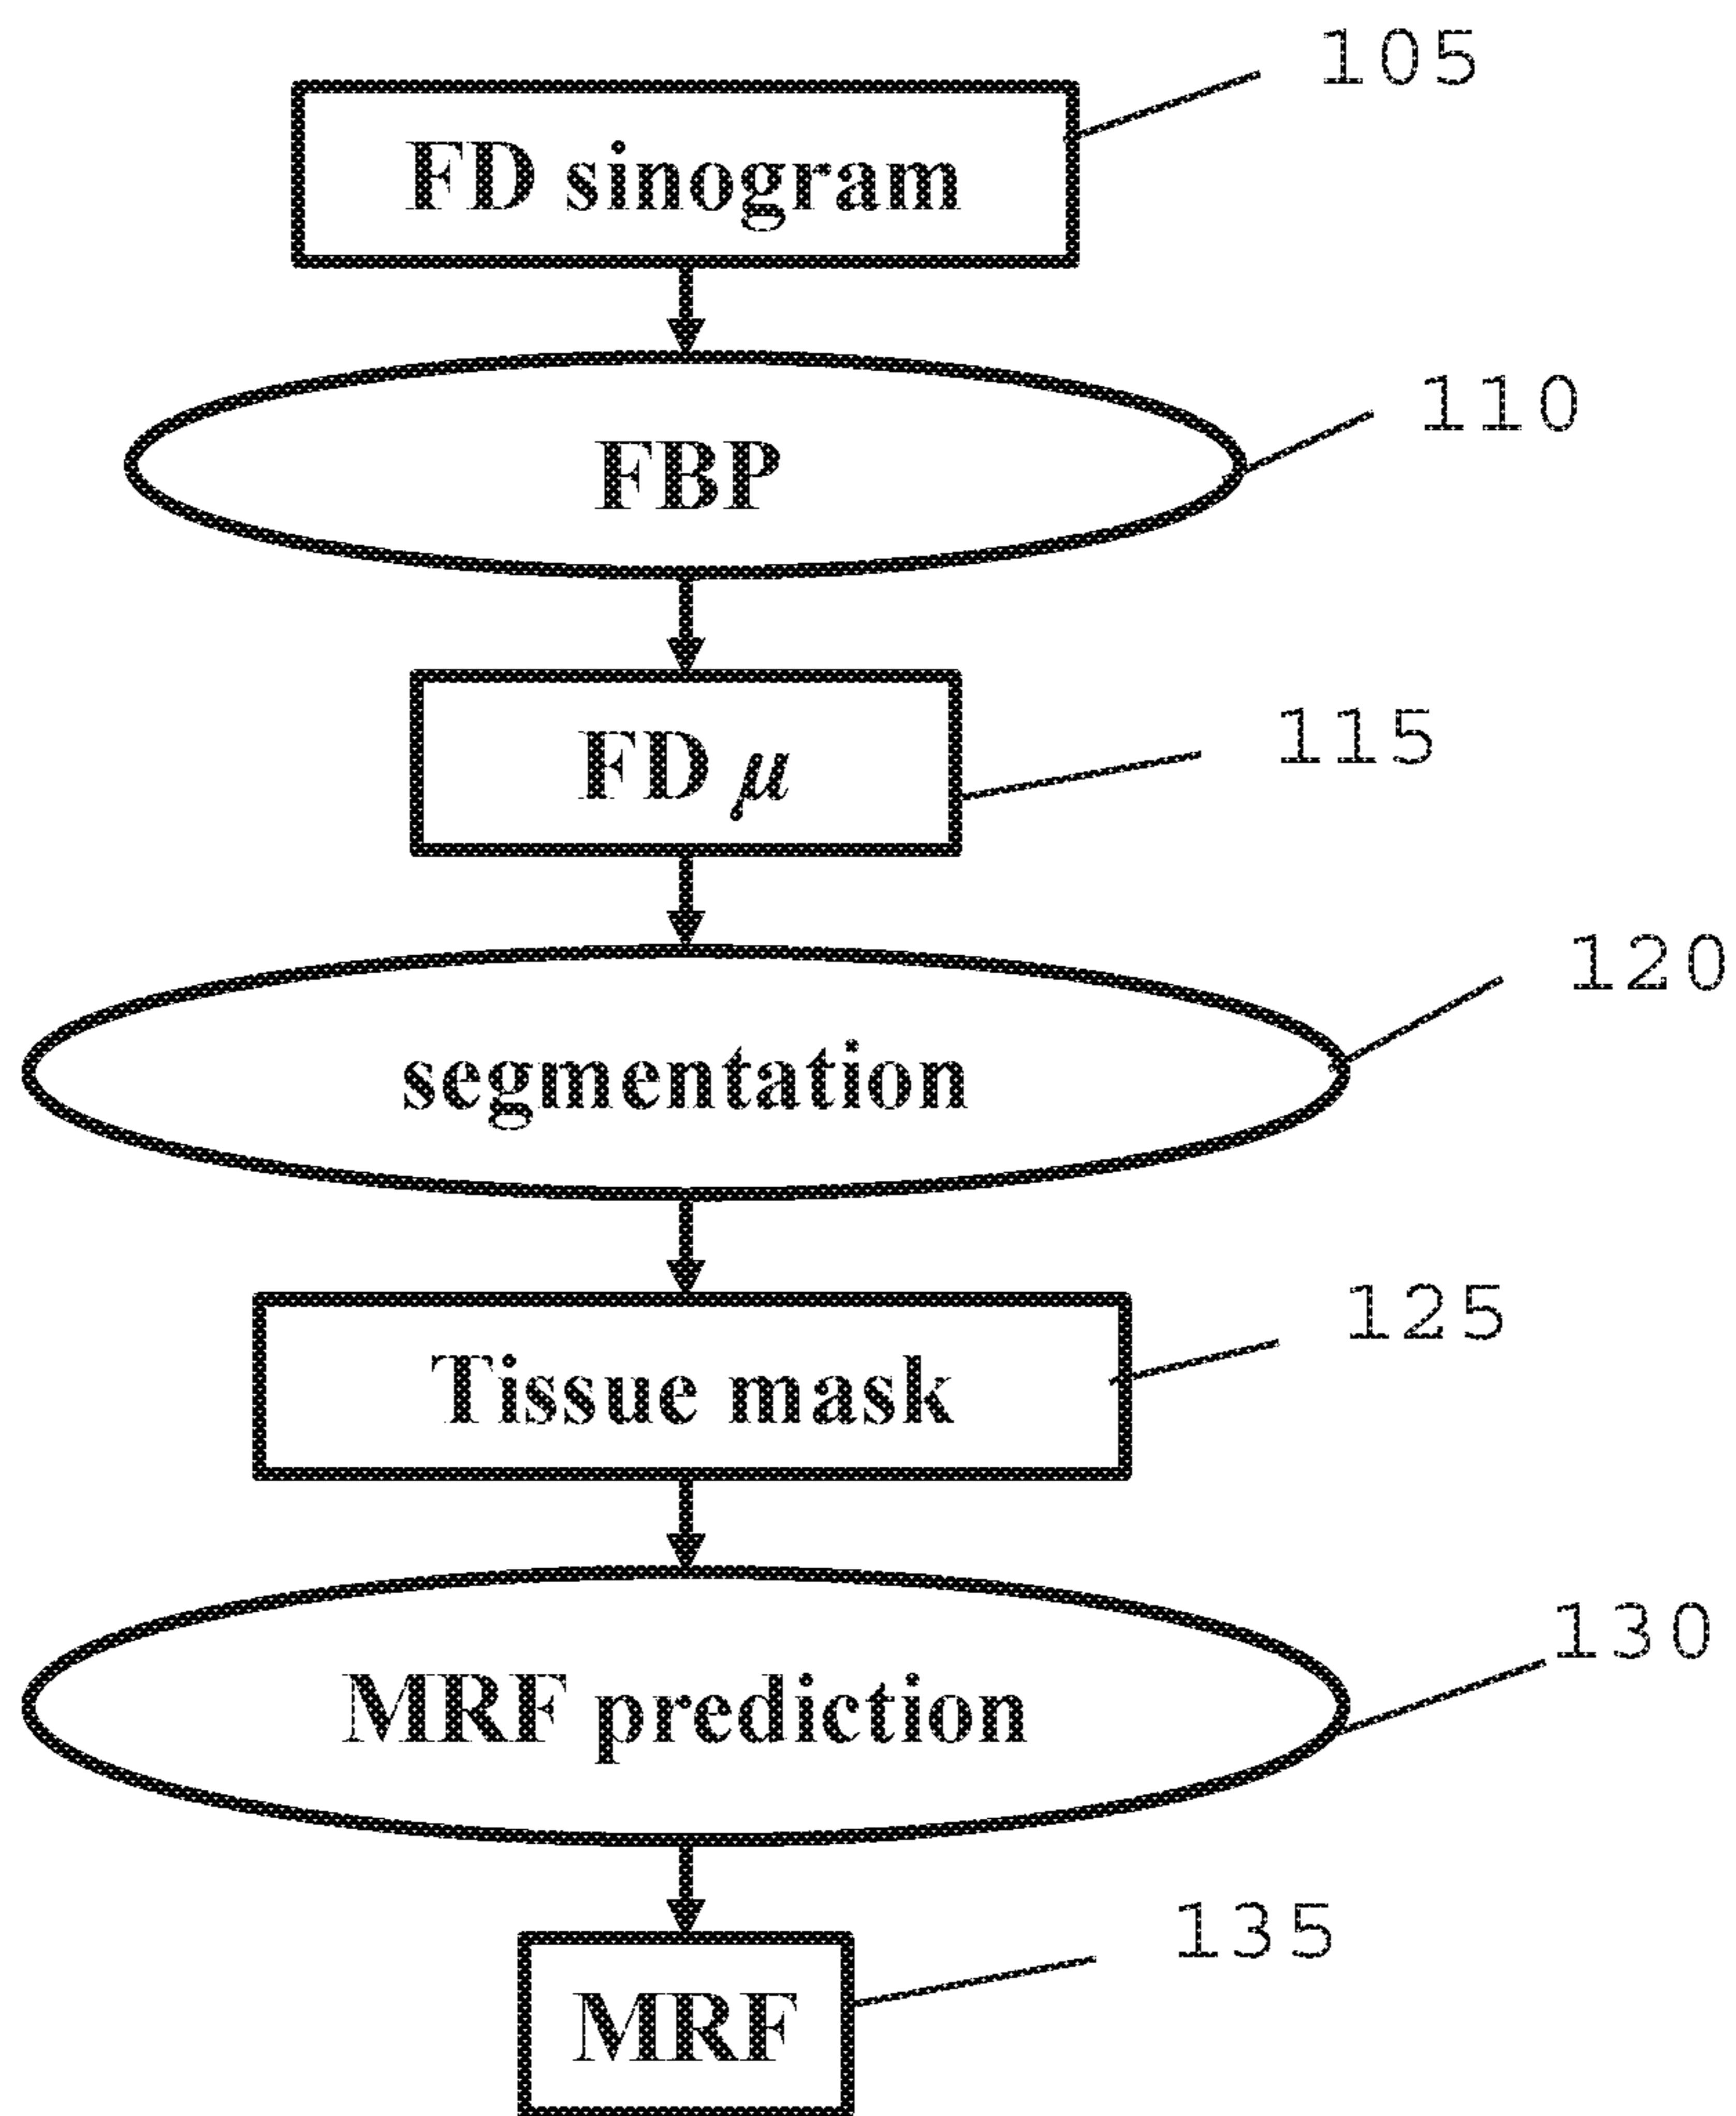 105
FD sinogram
110
FBP
115
FD μ
120
segmentation
125
Tissue mask
130
MRF prediction
135
MRF